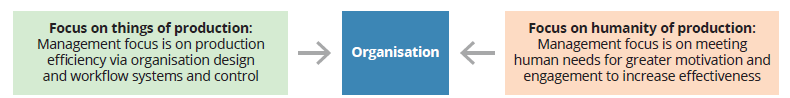 Focus on things of production:
Management focus is on production
efficiency via organisation design
and workflow systems and control
Organisation
Focus on humanity of production:
Management focus is on meeting
human needs for greater motivation and
engagement to increase effectiveness